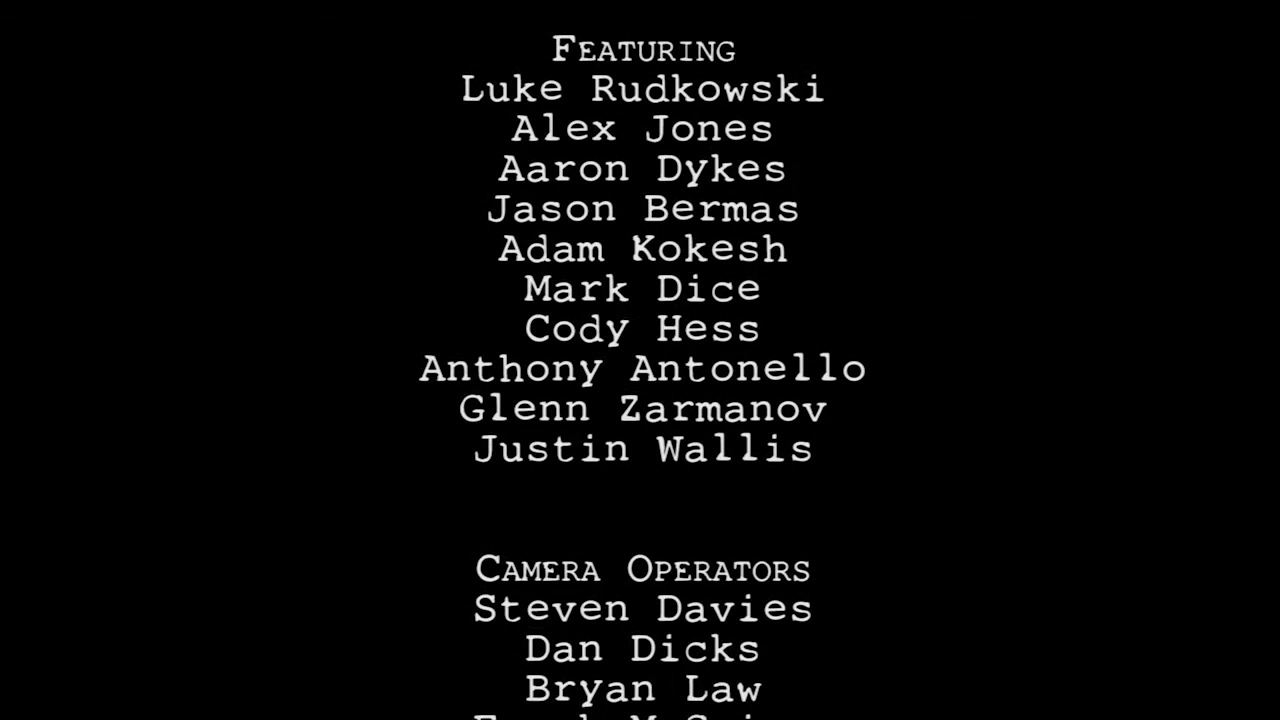 FEATURING
Luke Rudkowski
Alex Jones
Aaron Dykes
Jason Bermas
Adam Kokesh
Mark Dice
Cody Hess
Anthony Antonello
Glenn Zarmanov
Justin Wallis
CAMERA OPERATORS
Steven Davies
Dan Dicks
Bryan Law